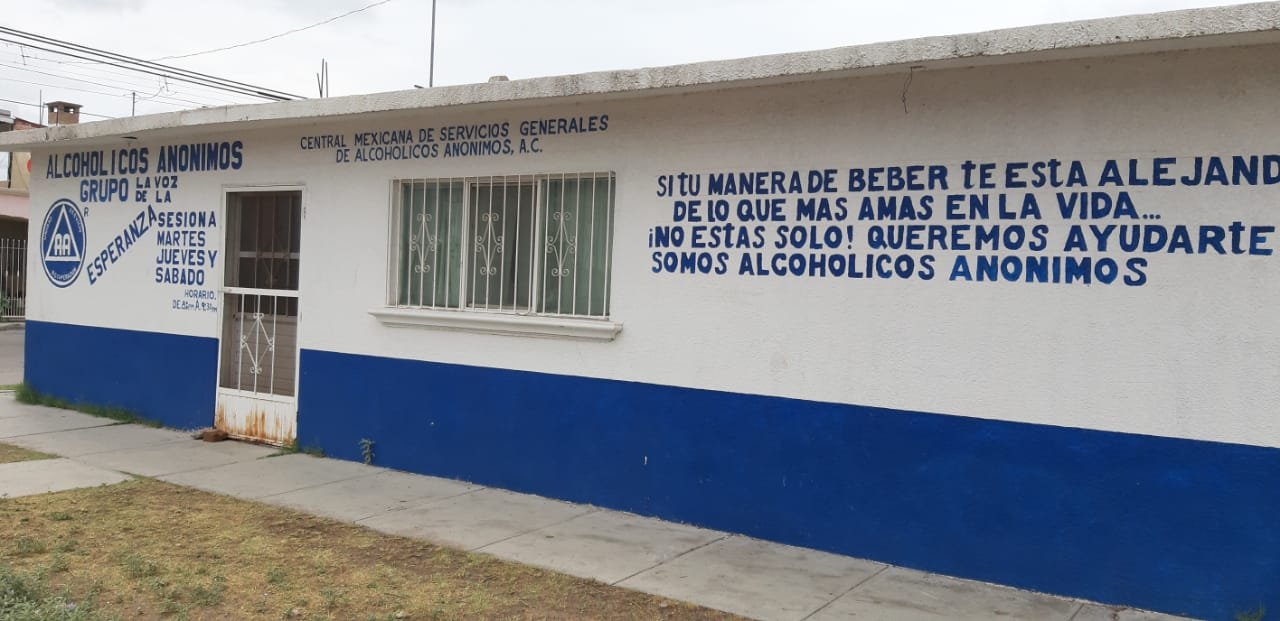 ALCOHOLICOS ANONIMOS
GRUPO LA VOZ DE LA
ESPERANZA
SESIONA
MARTES
JUEVES Y
SABADO
HORARIO.
R
AA
CENTRAL MEXICANA DE SERVICIOS GENERALES
DE ALCOHOLICOS ANONIMOS, A.C.
SI TU MANERA DE BEBER te ESta ALEJAND
DE LO QUE MAS AMAS EN LA VIDA...
¡NO EStAS SOLO! QUEREMOS AYUDARtE
SOMOS ALCOHOLICOS ANONIMOS